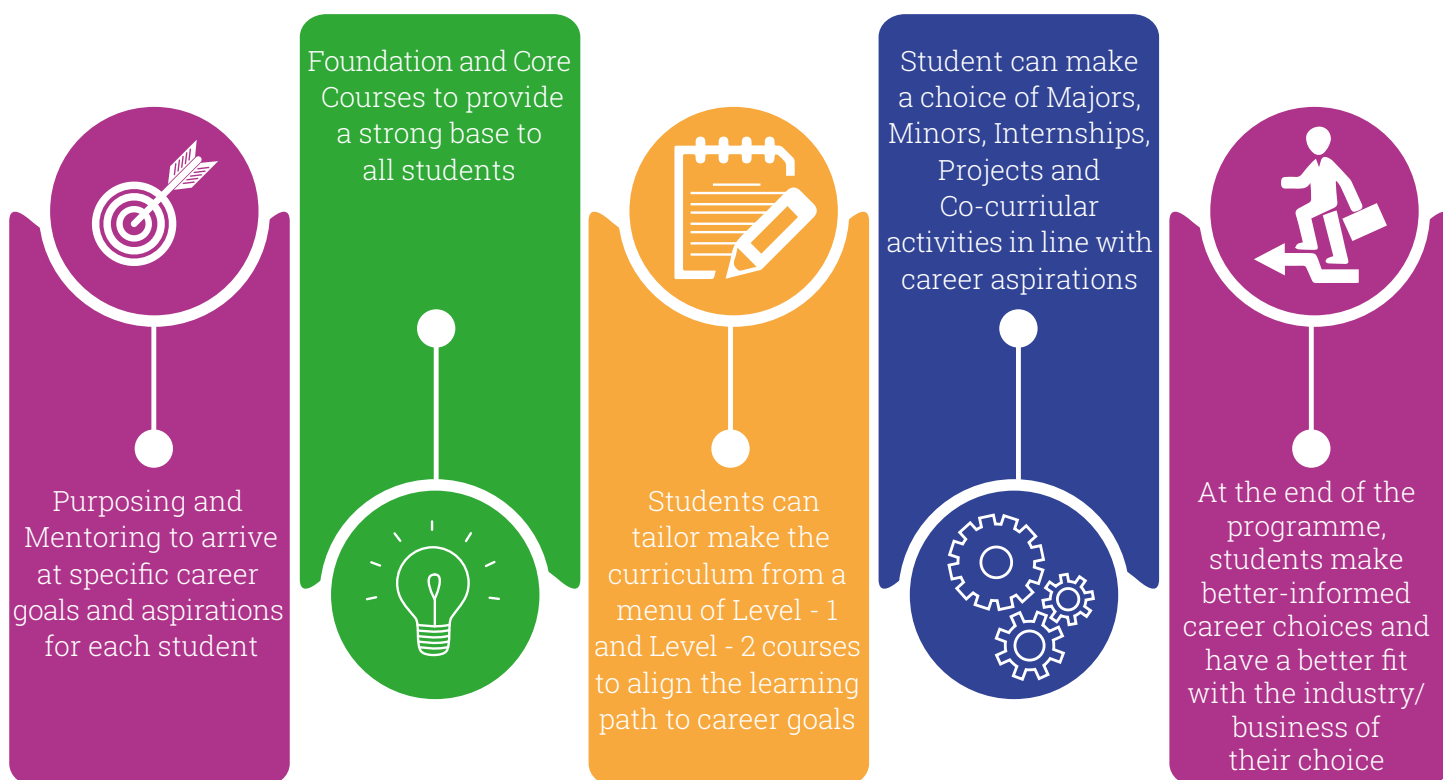 Purposing and
Mentoring to arrive
at specific career
goals and aspirations
for each student
Foundation and Core
Courses to provide
a strong base to
all students
Students can
tailor make the
curriculum from a
menu of Level - 1
and Level - 2 courses
to align the learning
path to career goals
Student can make
a choice of Majors,
Minors, Internships,
Projects and
Co-curriular
activities in line with
career aspirations
At the end of the
programme,
students make
better-informed
career choices and
have a better fit
with the industry/
business of
their choice